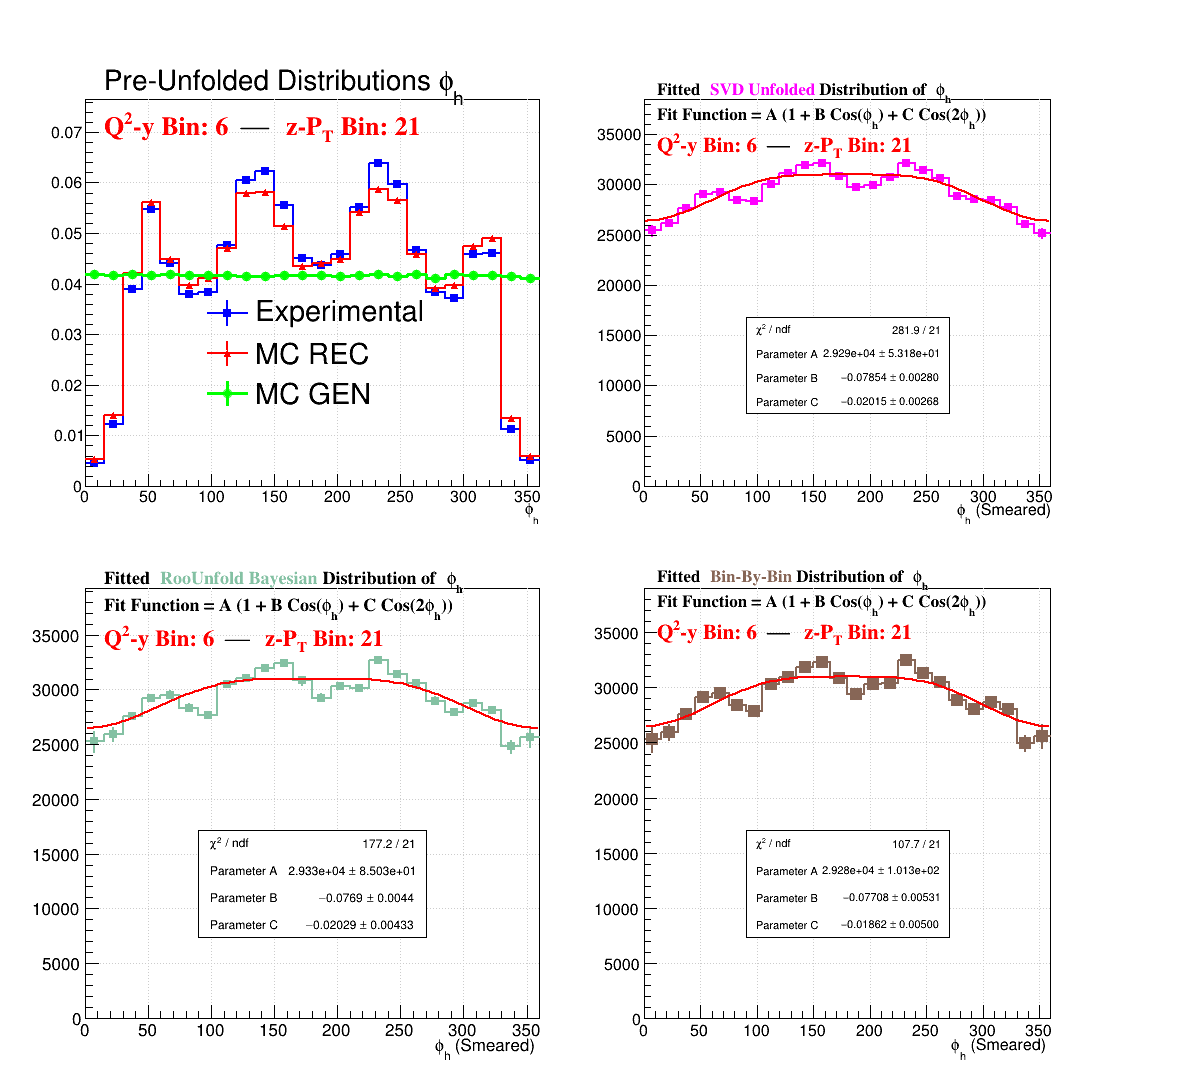 Pre-Unfolded Distributions ϕh
Q2-y Bin: 6 — z-PT Bin: 21
0.07
0.06
0.05
0.04
0.03
0.02
0.01
0
Experimental
MC REC
MC GEN
0 50 100 150 200 250 300 350
ϕh
Fitted SVD Unfolded Distribution of ϕh
Fit Function = A (1 + B Cos(ϕh) + C Cos(2ϕh))
Q2-y Bin: 6 — z-PT Bin: 21
35000
30000
25000
20000
15000
10000
5000
0
χ2 / ndf 281.9 / 21
Parameter A 2.929e+04 ± 5.318e+01
Parameter B −0.07854 ± 0.00280
Parameter C −0.02015 ± 0.00268
0 50 100 150 200 250 300 350
ϕh (Smeared)
Fitted RooUnfold Bayesian Distribution of ϕh
Fit Function = A (1 + B Cos(ϕh) + C Cos(2ϕh))
Q2-y Bin: 6 — z-PT Bin: 21
35000
30000
25000
20000
15000
10000
5000
0
χ2 / ndf 177.2 / 21
Parameter A 2.933e+04 ± 8.503e+01
Parameter B −0.0769 ± 0.0044
Parameter C −0.02029 ± 0.00433
0 50 100 150 200 250 300 350
ϕh (Smeared)
Fitted Bin-By-Bin Distribution of ϕh
Fit Function = A (1 + B Cos(ϕh) + C Cos(2ϕh))
Q2-y Bin: 6 — z-PT Bin: 21
35000
30000
25000
20000
15000
10000
5000
0
χ2 / ndf 107.7 / 21
Parameter A 2.928e+04 ± 1.013e+02
Parameter B −0.07708 ± 0.00531
Parameter C −0.01862 ± 0.00500
0 50 100 150 200 250 300 350
ϕh (Smeared)